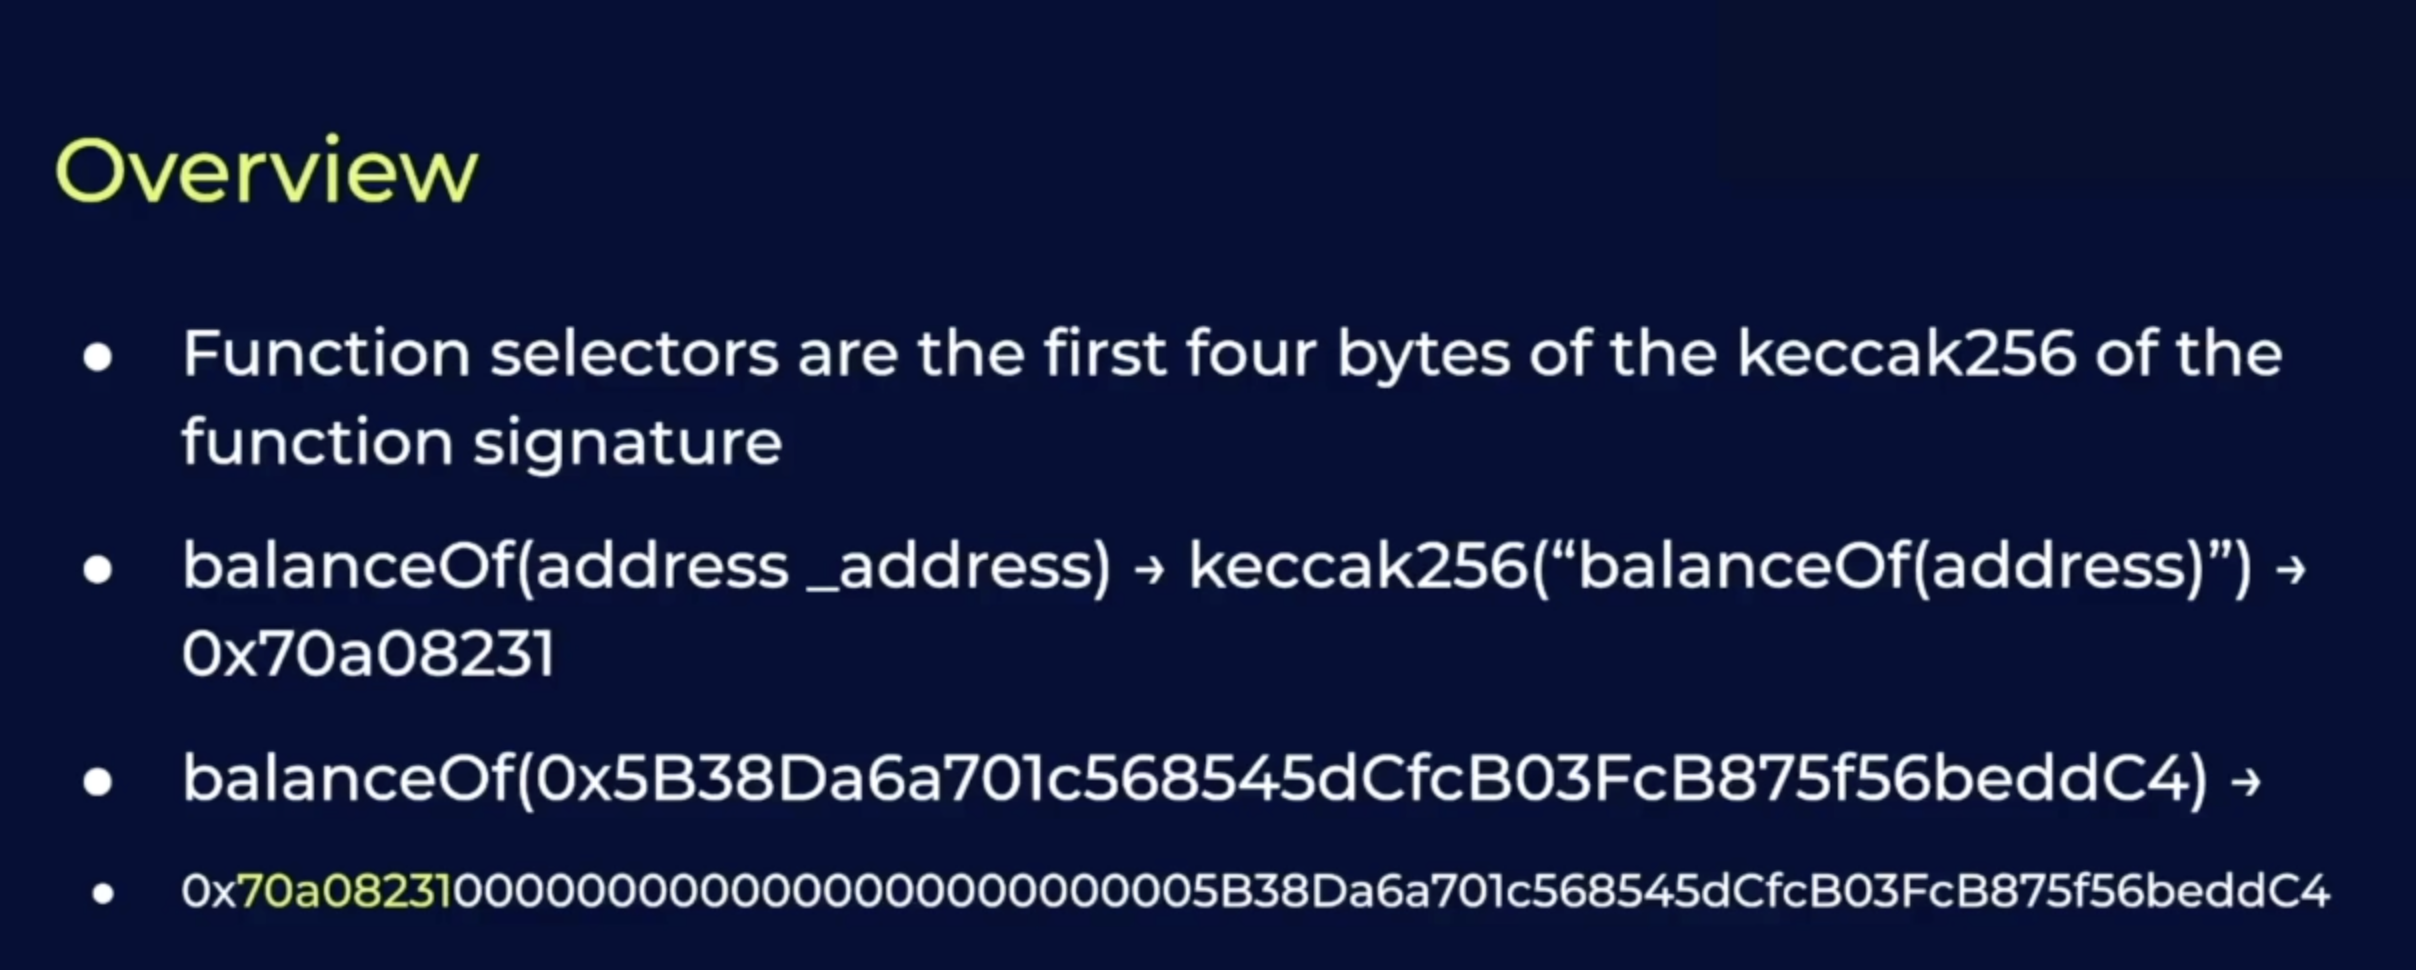 Overview
● Function selectors are the first four bytes of the keccak256 of the
function signature
● balanceOf(address _address) → keccak256(“balanceOf(address)”) →
0x70a08231
● balanceOf(0x5B38Da6a701c568545dCfcB03FcB875f56beddC4) →
● 0x70a082310000000000000000000000005B38Da6a701c568545dCfcB03FcB875f56beddC4